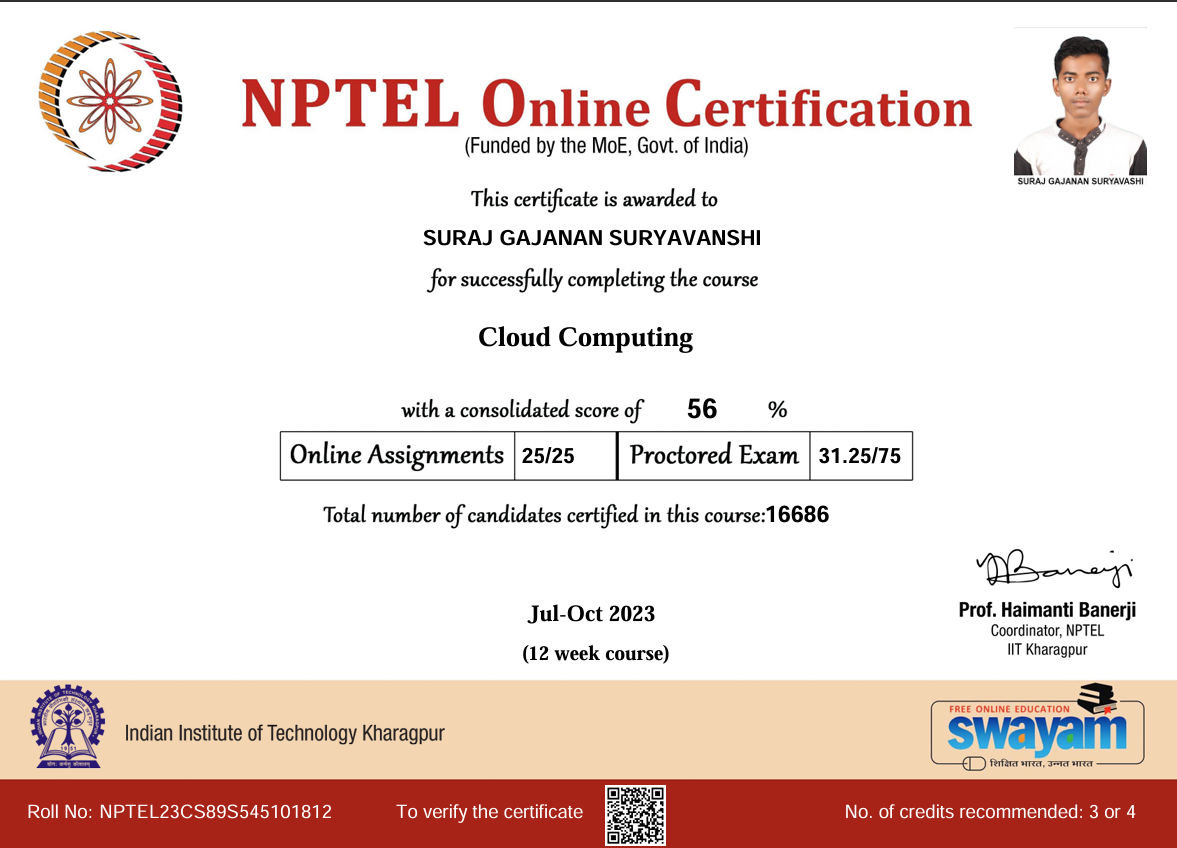 NPTEL Online Certification
(Funded by the MoE, Govt. of India)
SURAJ GAJANAN SURYAVASHI
This certificate is awarded to
SURAJ GAJANAN SURYAVANSHI
for successfully completing the course
Cloud Computing
with a consolidated score of 56 %
Online Assignments 25/25 Proctored Exam 31.25/75
Total number of candidates certified in this course:16686
Banerji
Prof. Haimanti Banerji
Coordinator, NPTEL
IIT Kharagpur
Jul-Oct 2023
(12 week course)
1951
Indian Institute of Technology Kharagpur
FREE ONLINE EDUCATION
swayam
शिक्षित भारत, उन्नत भारत
Roll No: NPTEL23CS89S545101812 To verify the certificate No. of credits recommended: 3 or 4